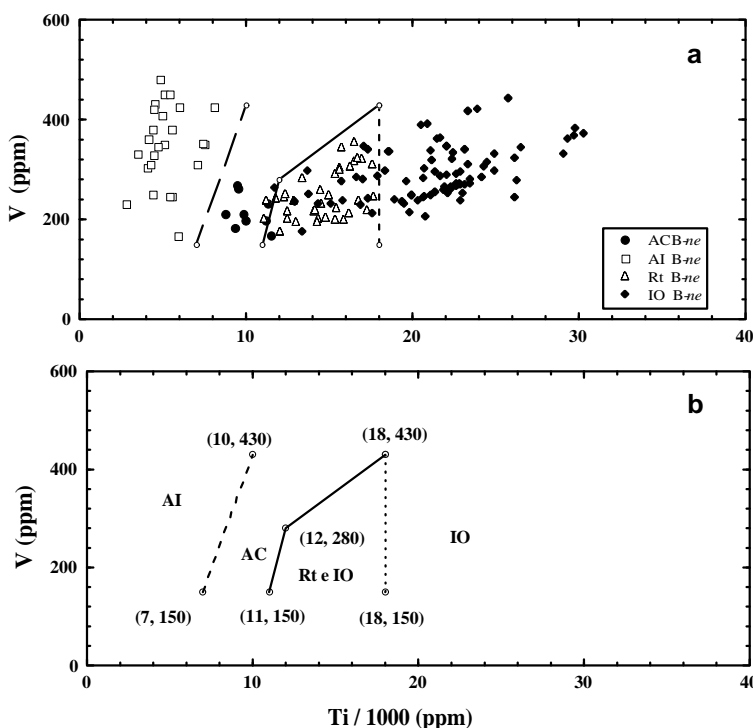 600
a
400
V (ppm)
200
0
ACB-ne
AI B-ne
Rt B-ne
IO B-ne
0 10 20 30 40
600
b
(10, 430) (18, 430)
400
AI
V (ppm)
(12, 280)
IO
AC
200
Rt e IO
(7, 150) (11, 150) (18, 150)
0
0 10 20 30 40
Ti / 1000 (ppm)